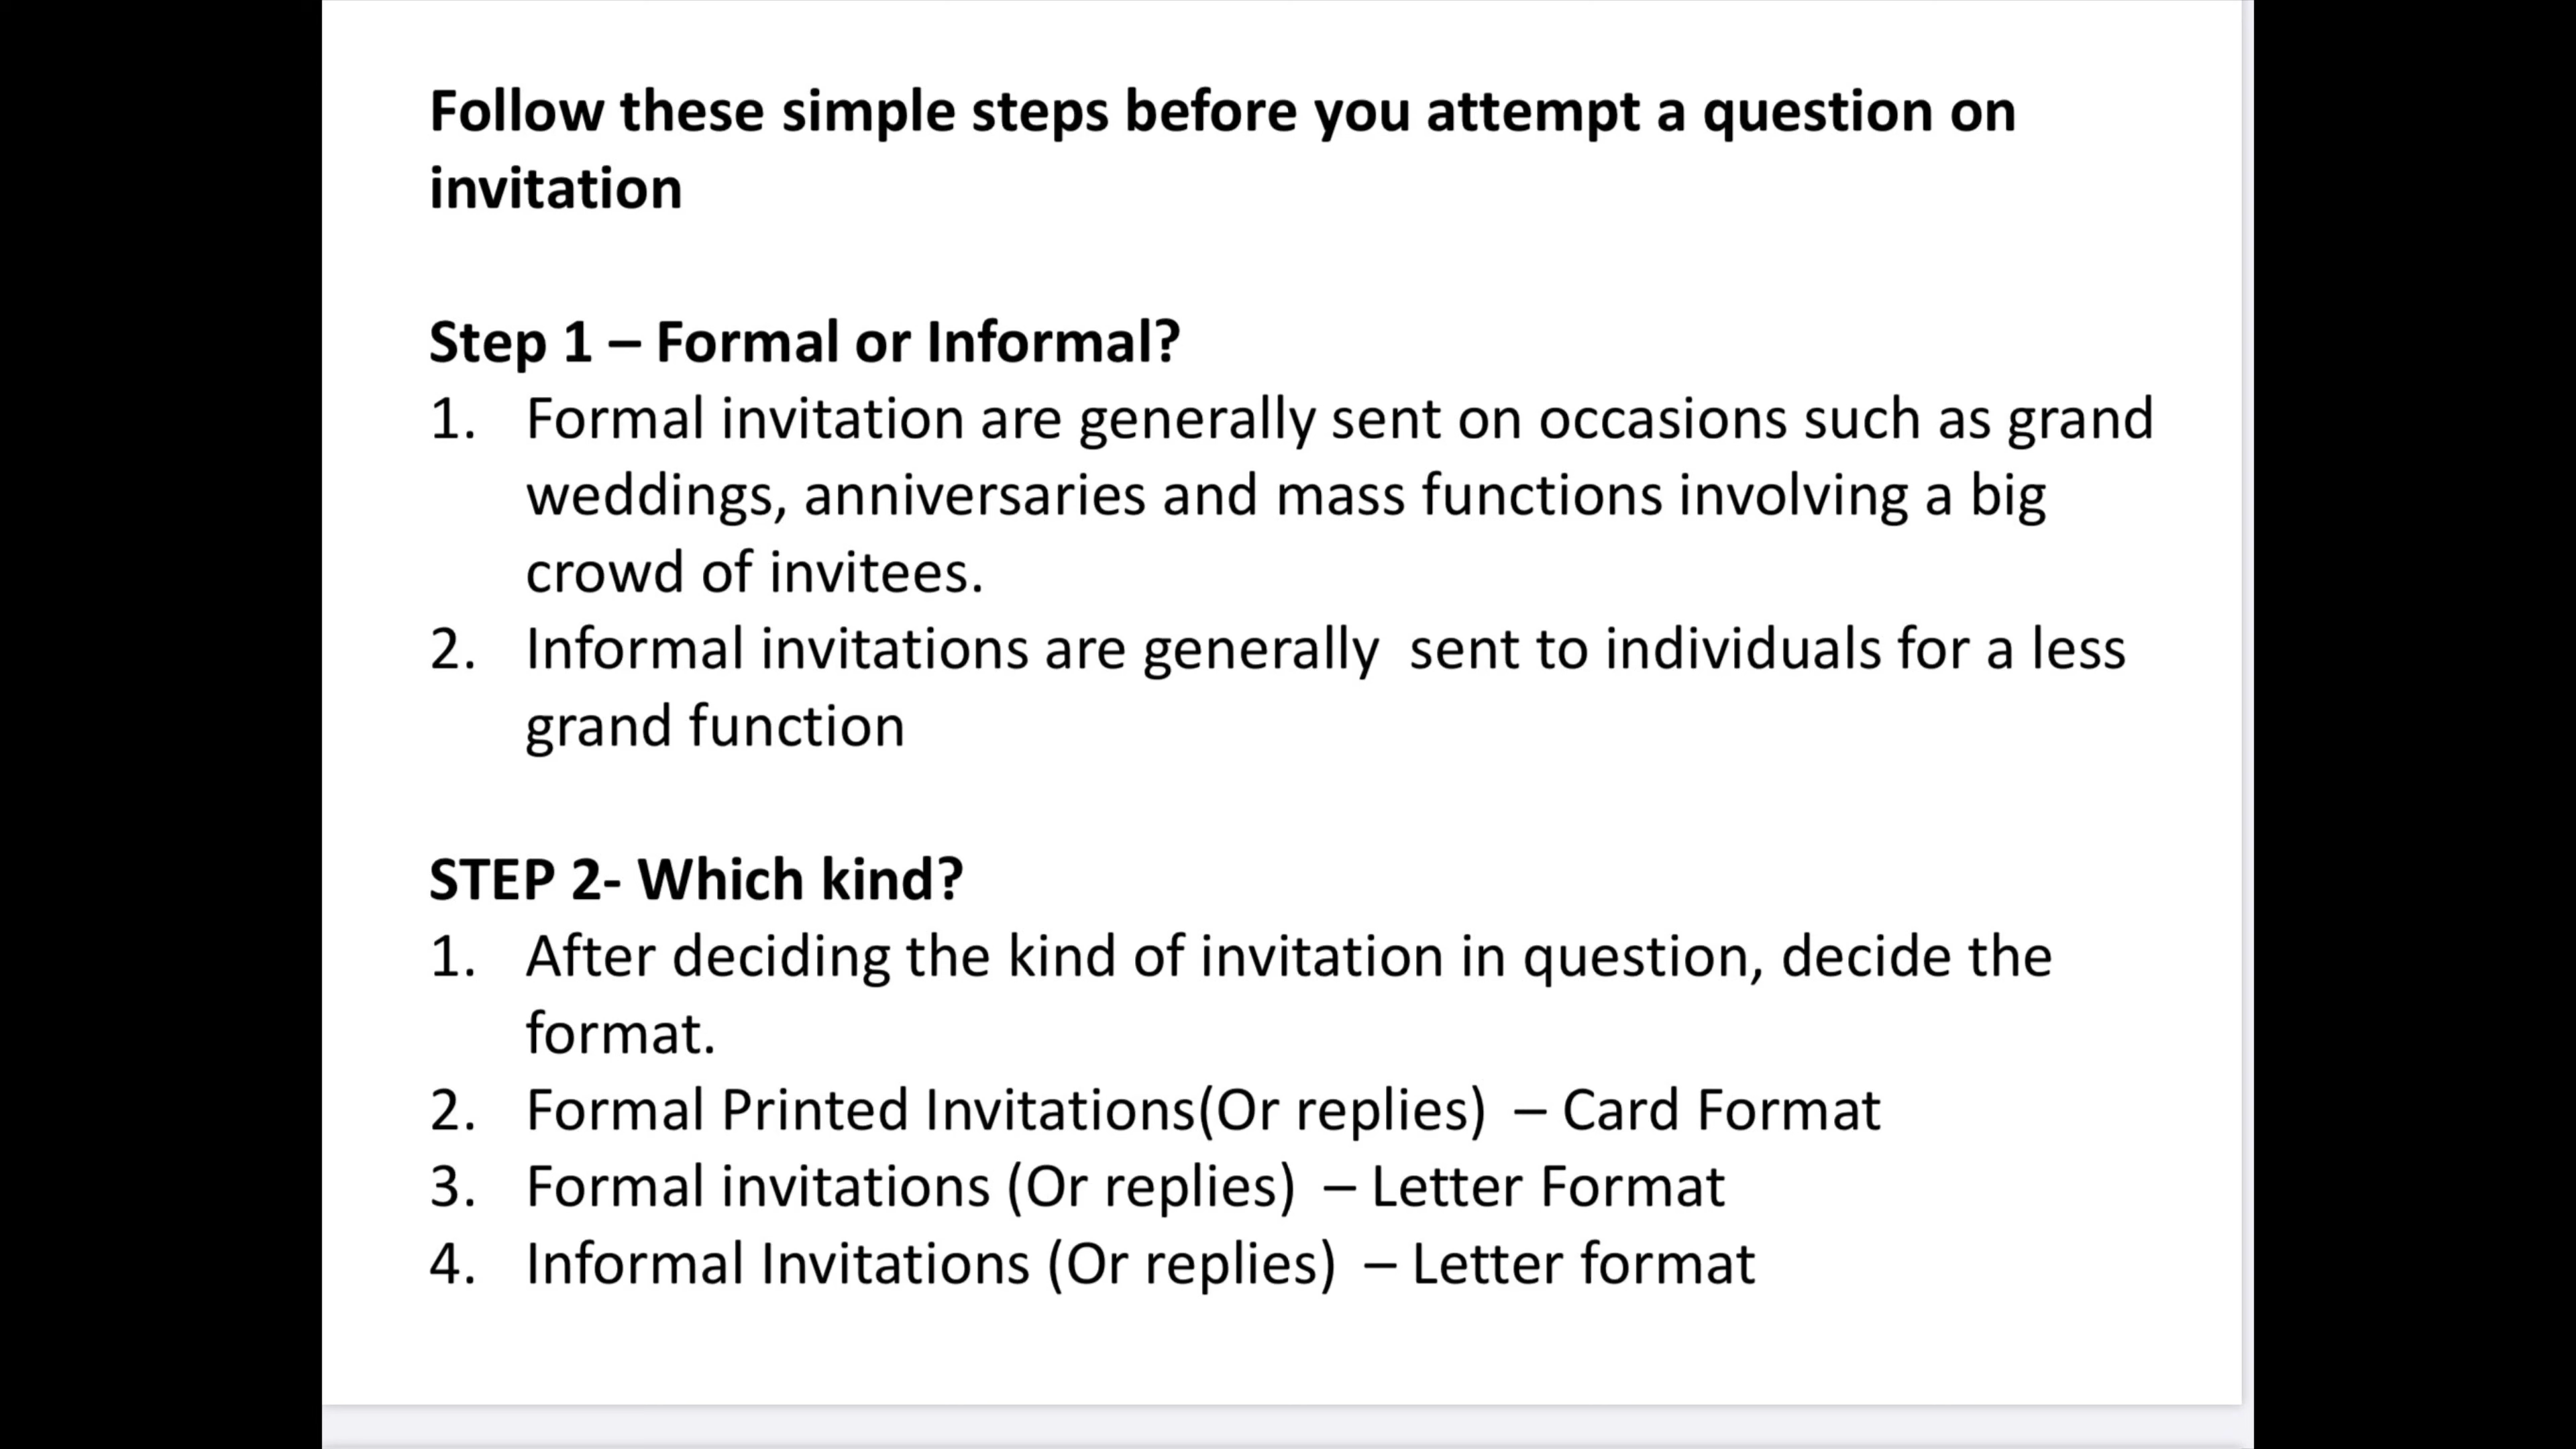 Follow these simple steps before you attempt a question on
invitation
Step 1 – Formal or Informal?
1. Formal invitation are generally sent on occasions such as grand
weddings, anniversaries and mass functions involving a big
crowd of invitees.
2. Informal invitations are generally  sent to individuals for a less
grand function
STEP 2- Which kind?
1. After deciding the kind of invitation in question, decide the
format.
2. Formal Printed Invitations(Or replies)  – Card Format
3. Formal invitations (Or replies)  – Letter Format
4. Informal Invitations (Or replies)  – Letter format